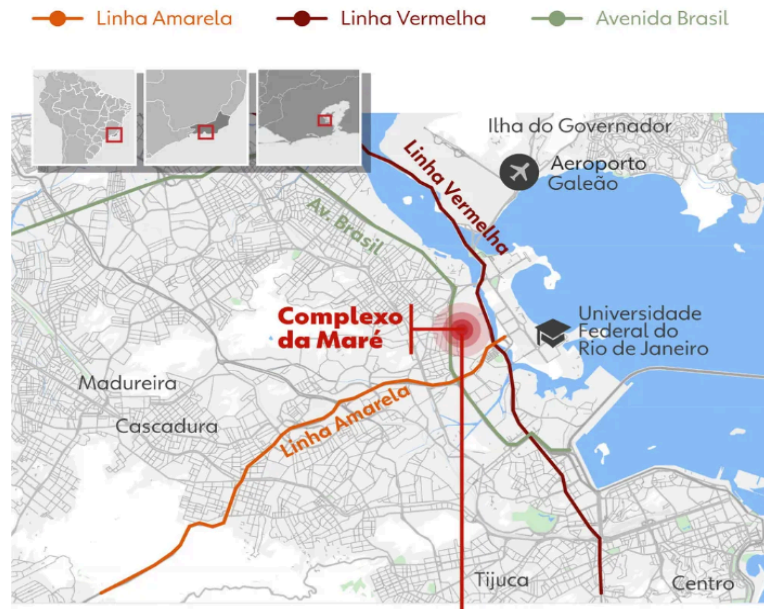 Linha Amarela
Linha Vermelha
Avenida Brasil
Ilha do Governador
Aeroporto
Galeão
Linha Vermelha
Av. Brasil
Complexo
da Maré
Universidade
Federal do
Rio de Janeiro
Madureira
Cascadura
Linha Amarela
Tijuca
Centro